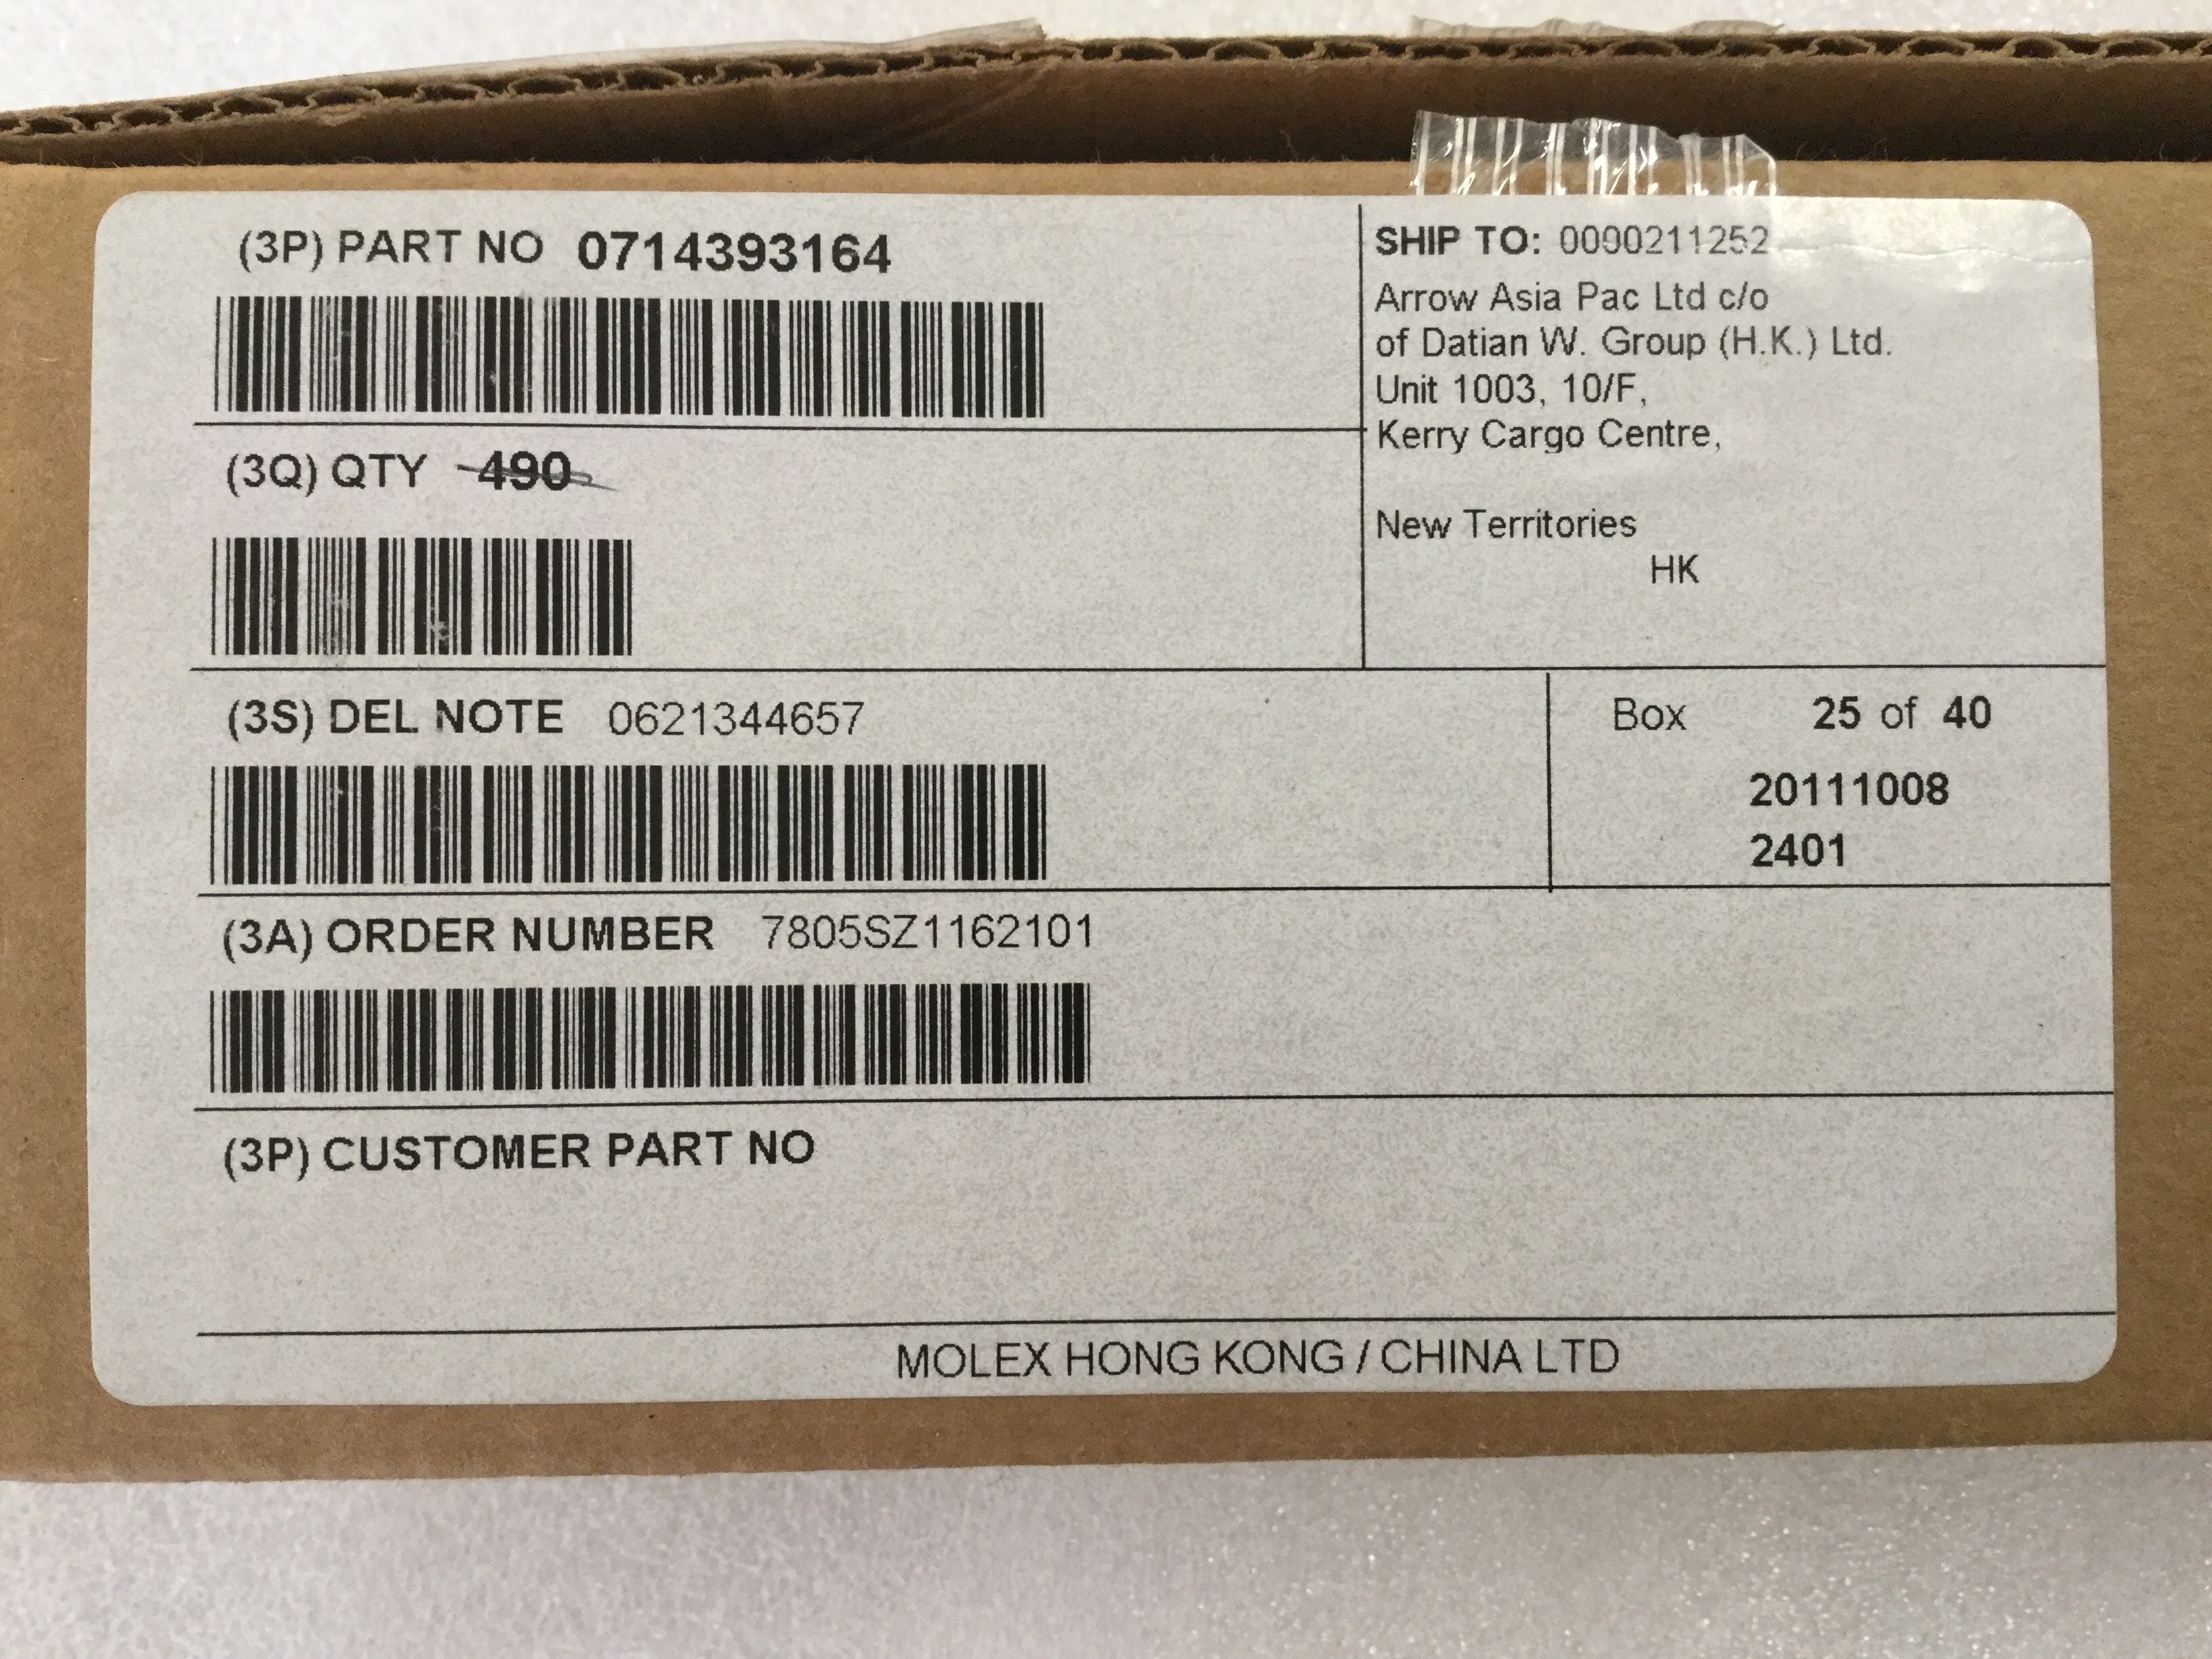 (3P) PART NO 0714393164
SHIP TO: 0090211252
Arrow Asia Pac Ltd c/o
of Datian W. Group (H.K.) Ltd.
Unit 1003, 10/F,
Kerry Cargo Centre,
New Territories
HK
(3Q) QTY 490
(3S) DEL NOTE 0621344657
Box 25 of 40
20111008
2401
(3A) ORDER NUMBER 7805SZ1162101
(3P) CUSTOMER PART NO
MOLEX HONG KONG / CHINA LTD